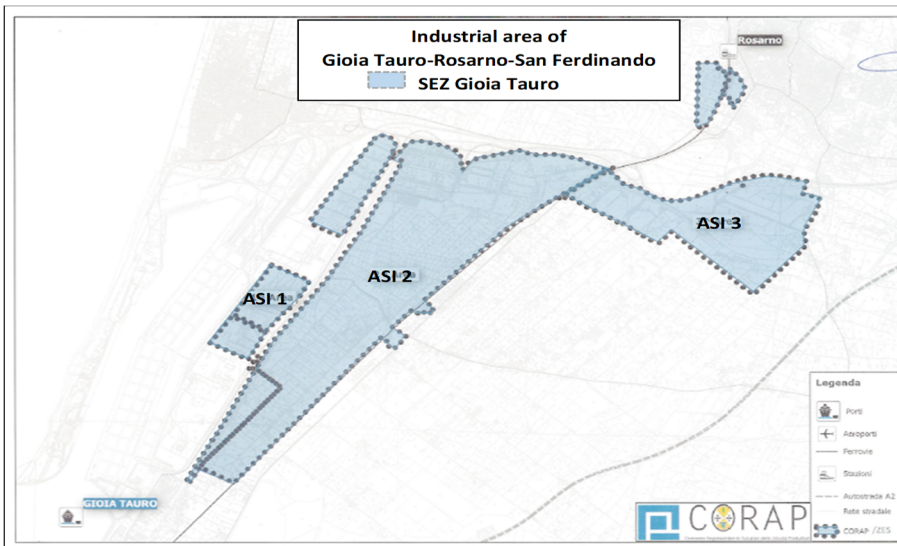 Industrial area of
Gioia Tauro-Rosarno-San Ferdinando
SEZ Gioia Tauro
Rosarno
ASI 3
ASI 2
ASI 1
GIOIA TAURO
Legenda
Porti
Aeroporti
Ferrovie
Stazioni
Autostrada A2
Rete stradale
CORAP /ZES
CORAP